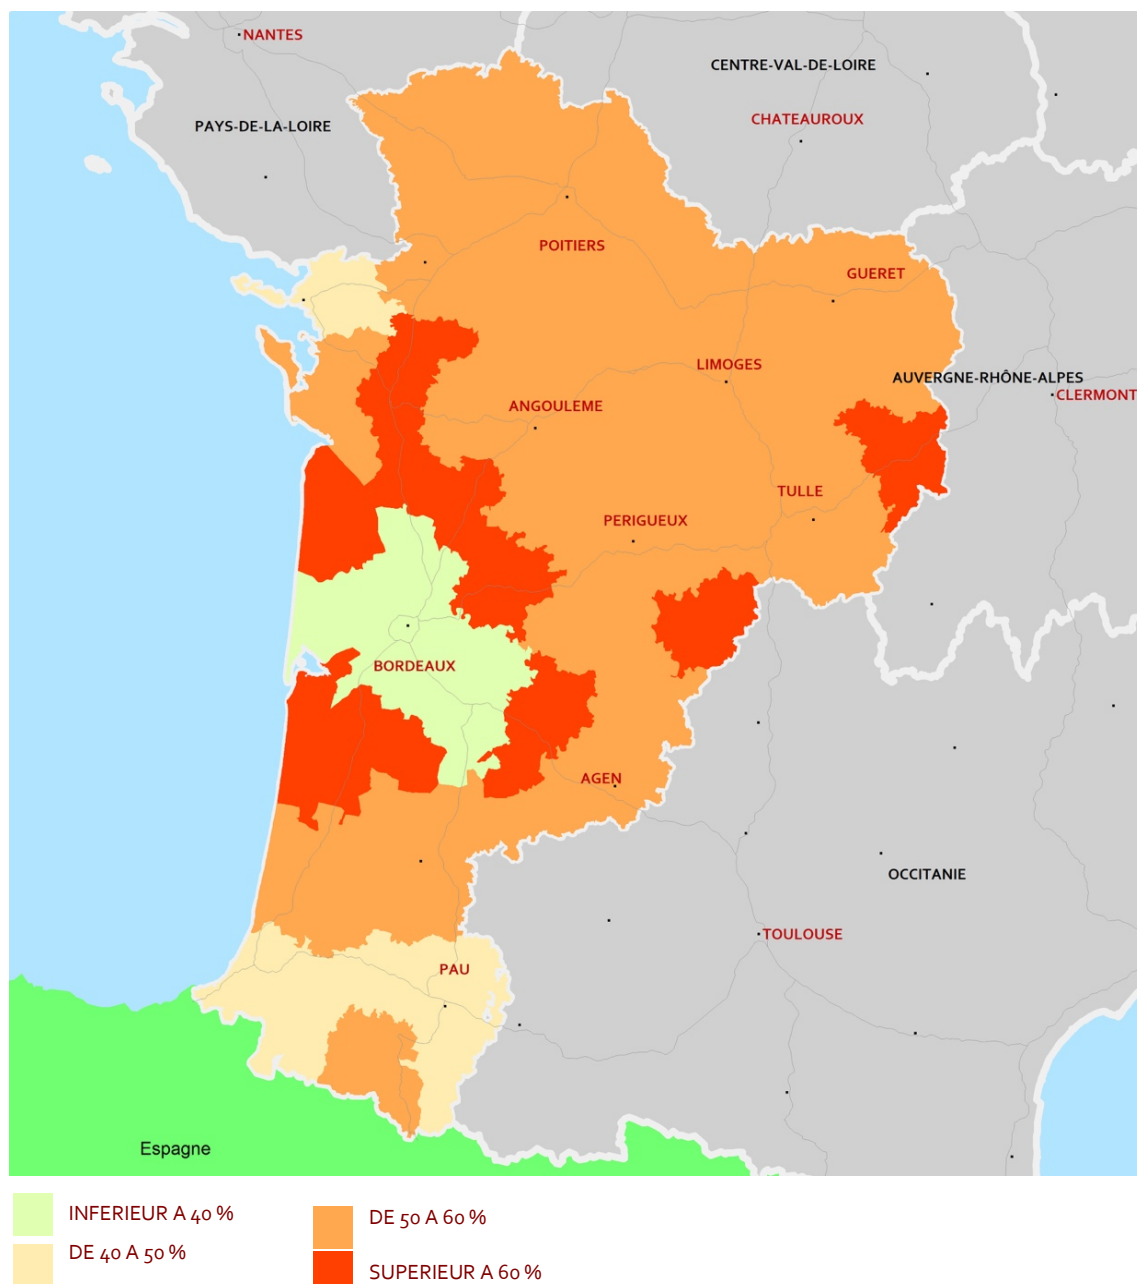 NANTES
CENTRE-VAL-DE-LOIRE
CHATEAUROUX
PAYS-DE-LA-LOIRE
POITIERS
GUERET
LIMOGES
AUVERGNE-RHÔNE-ALPES
CLERMONT
ANGOULEME
TULLE
PERIGUEUX
BORDEAUX
AGEN
OCCITANIE
TOULOUSE
PAU
Espagne
INFERIEUR A 40 %
DE 40 A 50 %
DE 50 A 60 %
SUPERIEUR A 60 %